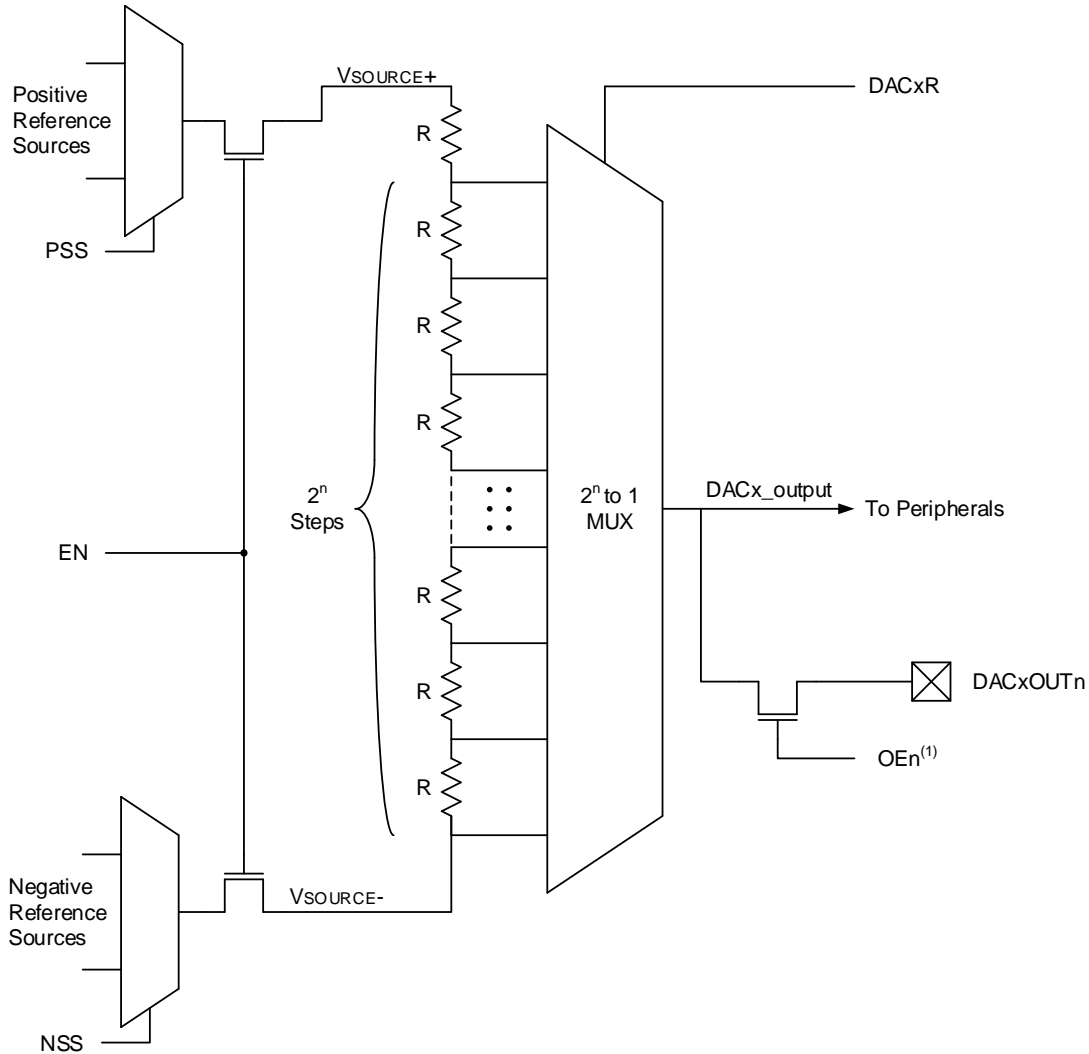 VSOURCE+
DACxR
Positive
Reference
Sources
R
PSS
R
R
R
2ⁿ
Steps
2ⁿ to 1
MUX
DACx_output
To Peripherals
EN
R
R
DACxOUTn
R
OEn⁽¹⁾
Negative
Reference
Sources
VSOURCE-
NSS